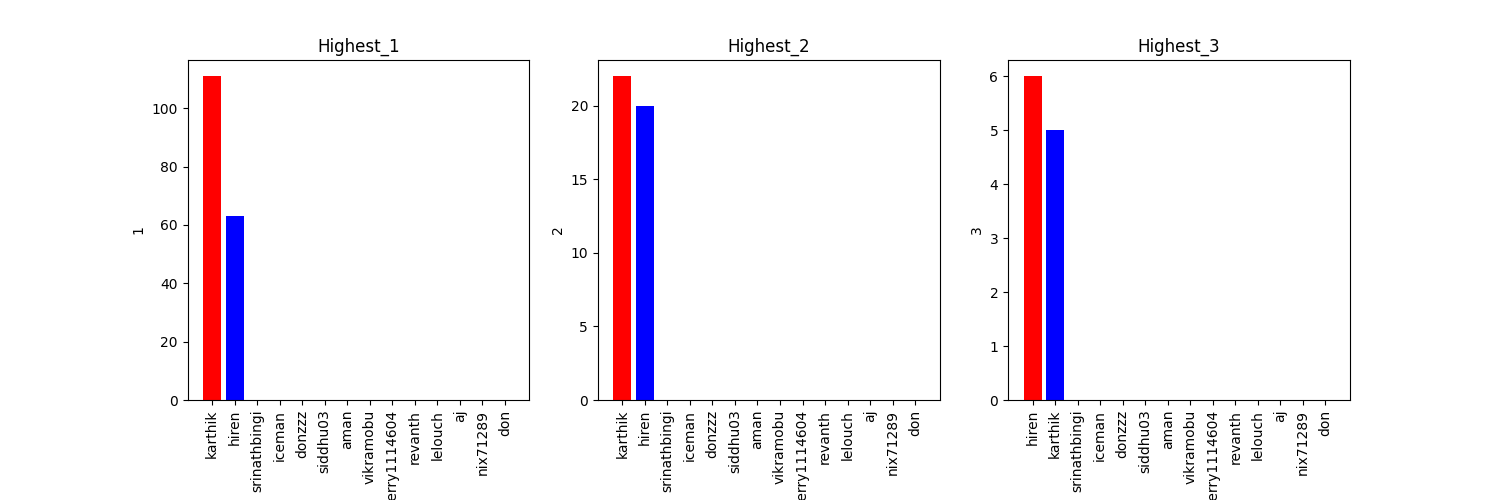 Highest_1
1
100
80
60
40
20
0
karthik
hiren
srinathbingi
iceman
donzzz
siddhu03
aman
vikramobu
erry1114604
revanth
lelouch
aj
nix71289
don
Highest_2
2
20
15
10
5
0
karthik
hiren
srinathbingi
iceman
donzzz
siddhu03
aman
vikramobu
erry1114604
revanth
lelouch
aj
nix71289
don
Highest_3
3
6
5
4
3
2
1
0
hiren
karthik
srinathbingi
iceman
donzzz
siddhu03
aman
vikramobu
erry1114604
revanth
lelouch
aj
nix71289
don